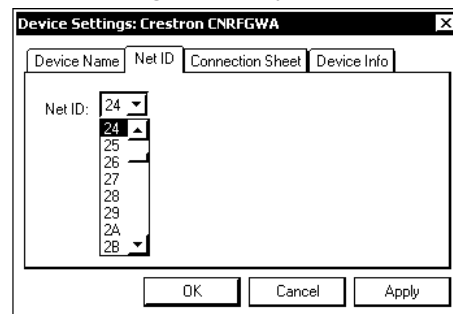 Device Settings: Crestron CNRFGWA
Device Name Net ID Connection Sheet Device Info
Net ID: 24
24
25
26
27
28
29
2A
2B
OK Cancel Apply